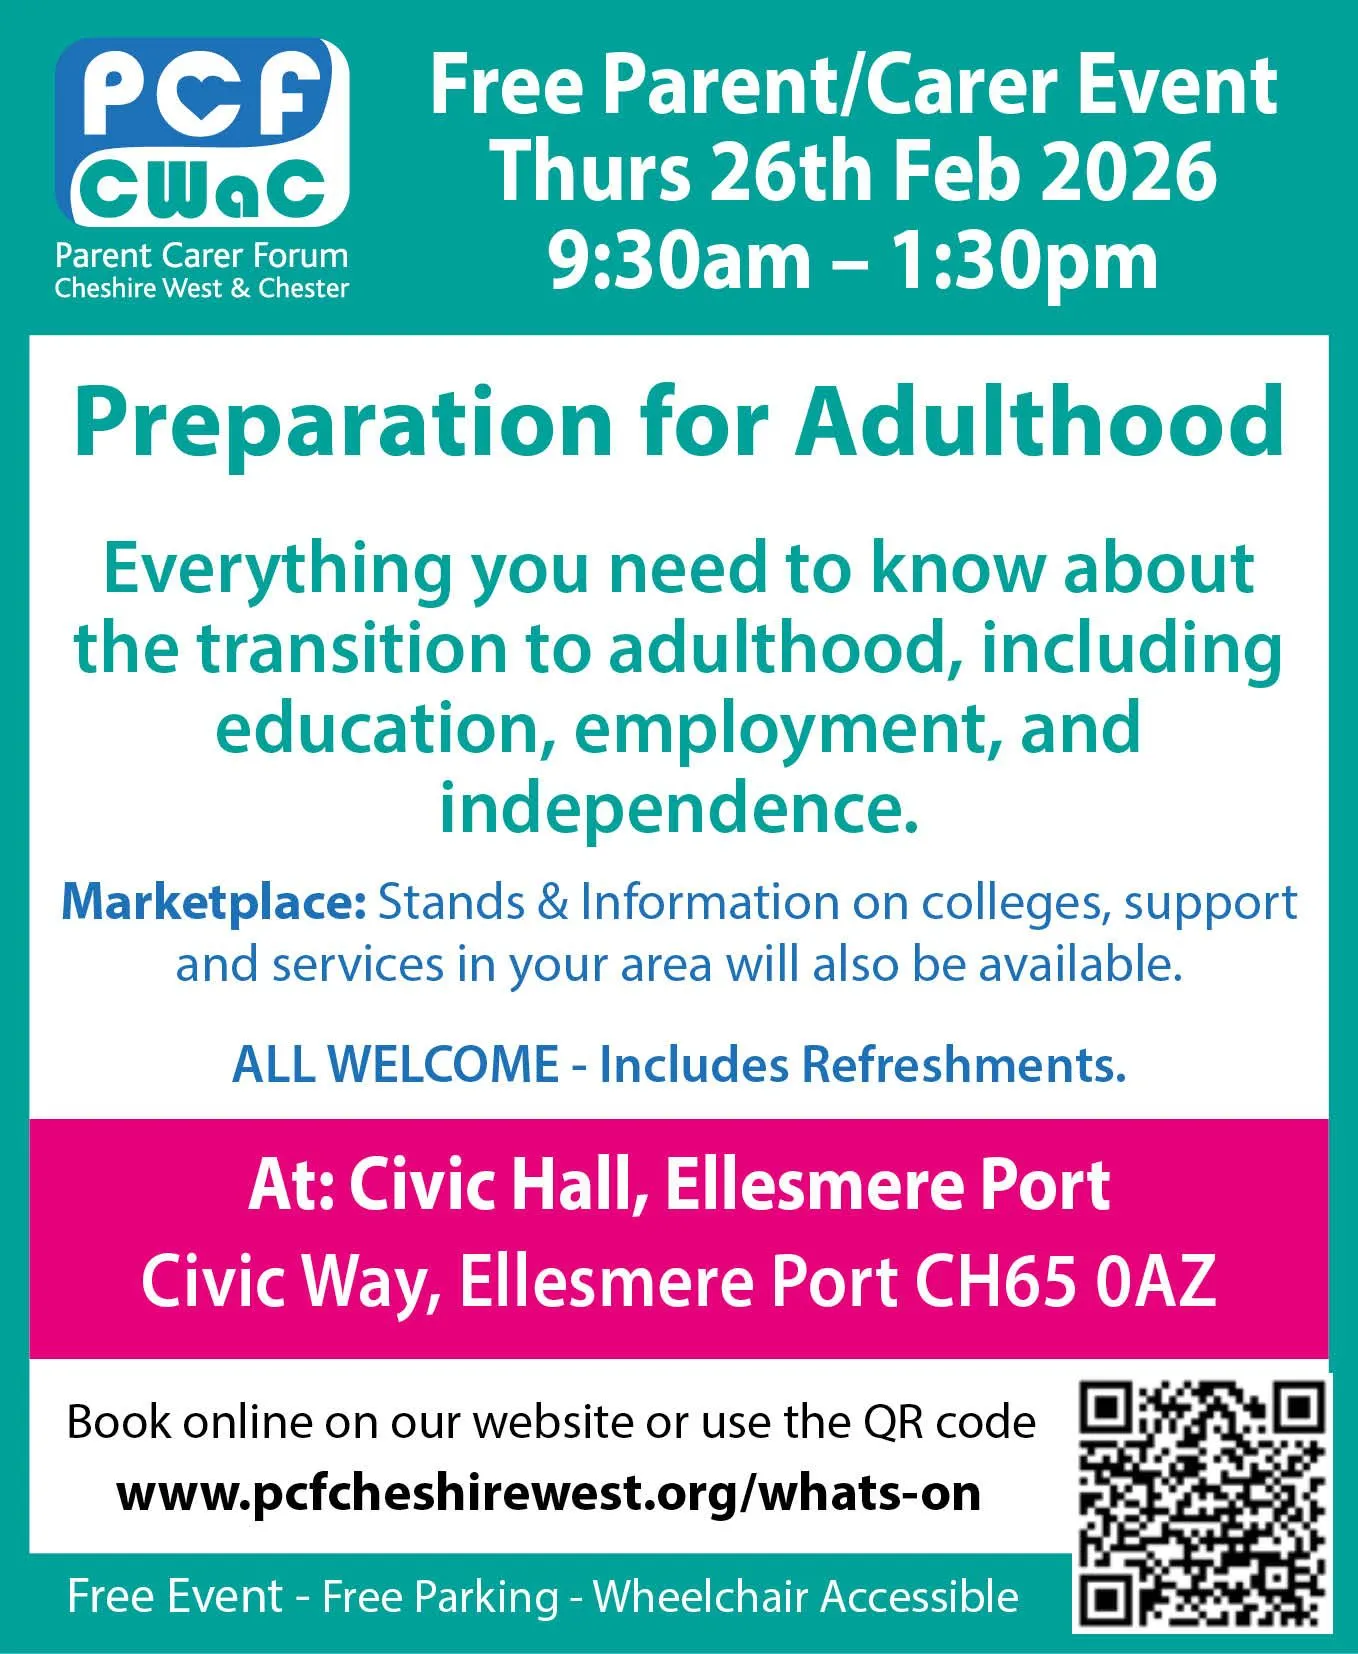 PCF
CWaC
Parent Carer Forum
Cheshire West & Chester
Free Parent/Carer Event
Thurs 26th Feb 2026
9:30am – 1:30pm
Preparation for Adulthood
Everything you need to know about
the transition to adulthood, including
education, employment, and
independence.
Marketplace: Stands & Information on colleges, support
and services in your area will also be available.
ALL WELCOME - Includes Refreshments.
At: Civic Hall, Ellesmere Port
Civic Way, Ellesmere Port CH65 0AZ
Book online on our website or use the QR code
www.pcfcheshirewest.org/whats-on
Free Event - Free Parking - Wheelchair Accessible